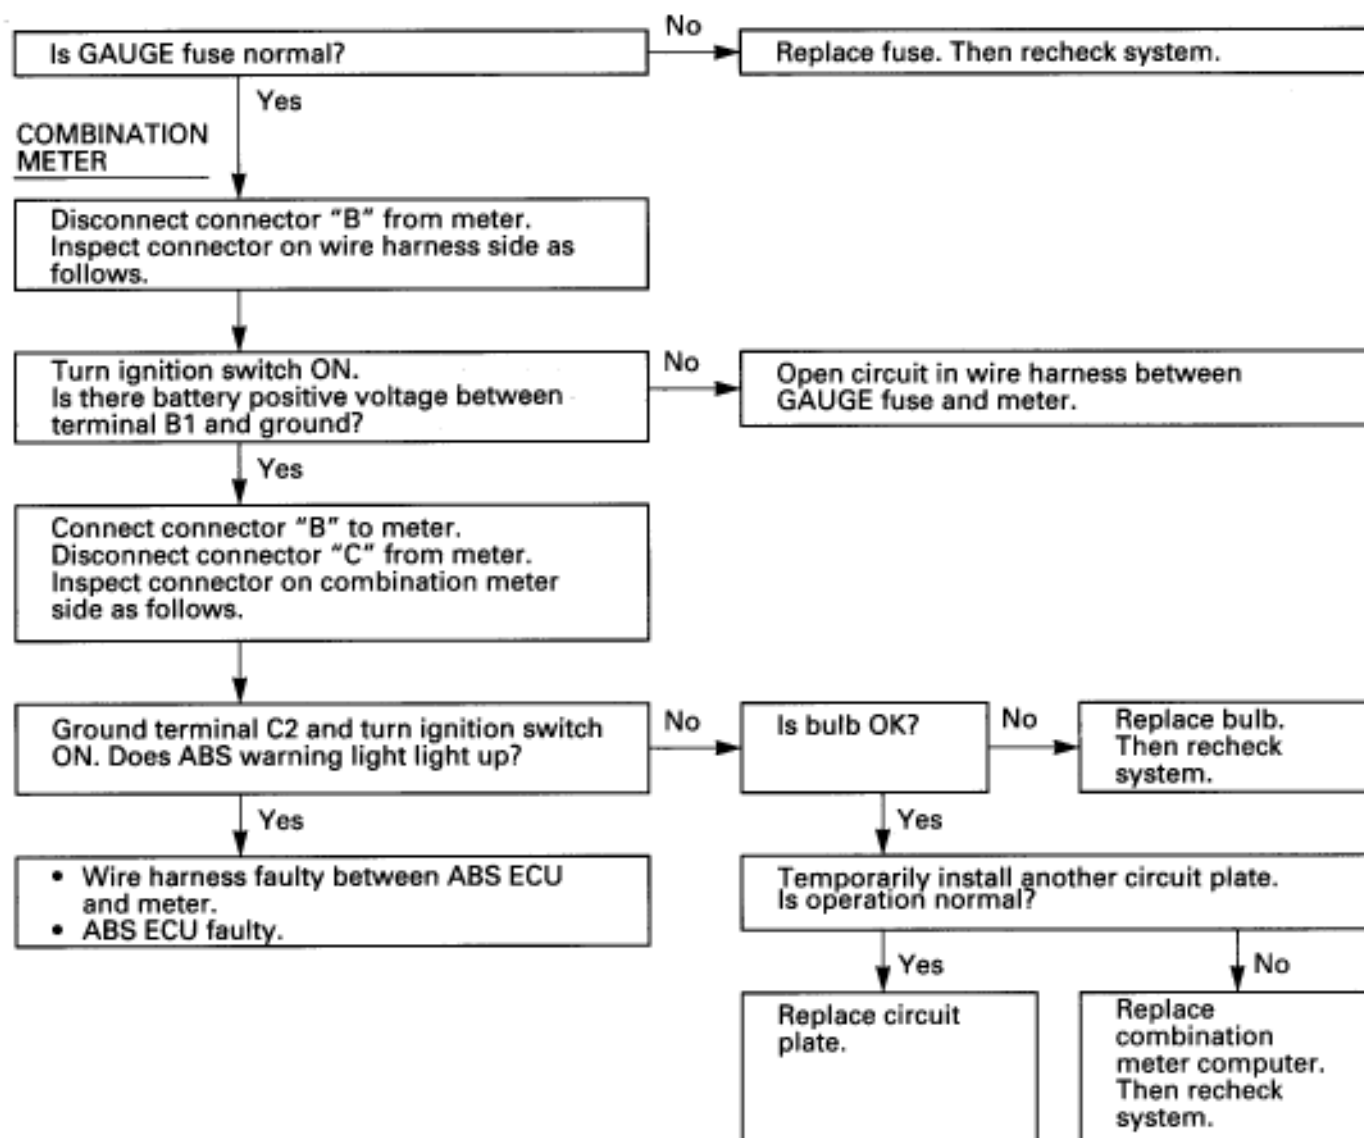 Is GAUGE fuse normal?
No
Replace fuse. Then recheck system.
Yes
COMBINATION
METER
Disconnect connector "B" from meter.
Inspect connector on wire harness side as
follows.
Turn ignition switch ON.
Is there battery positive voltage between
terminal B1 and ground?
No
Open circuit in wire harness between
GAUGE fuse and meter.
Yes
Connect connector "B" to meter.
Disconnect connector "C" from meter.
Inspect connector on combination meter
side as follows.
Ground terminal C2 and turn ignition switch
ON. Does ABS warning light light up?
No
Is bulb OK?
No
Replace bulb.
Then recheck
system.
Yes
• Wire harness faulty between ABS ECU
and meter.
• ABS ECU faulty.
Yes
Temporarily install another circuit plate.
Is operation normal?
Yes
Replace circuit
plate.
No
Replace
combination
meter computer.
Then recheck
system.